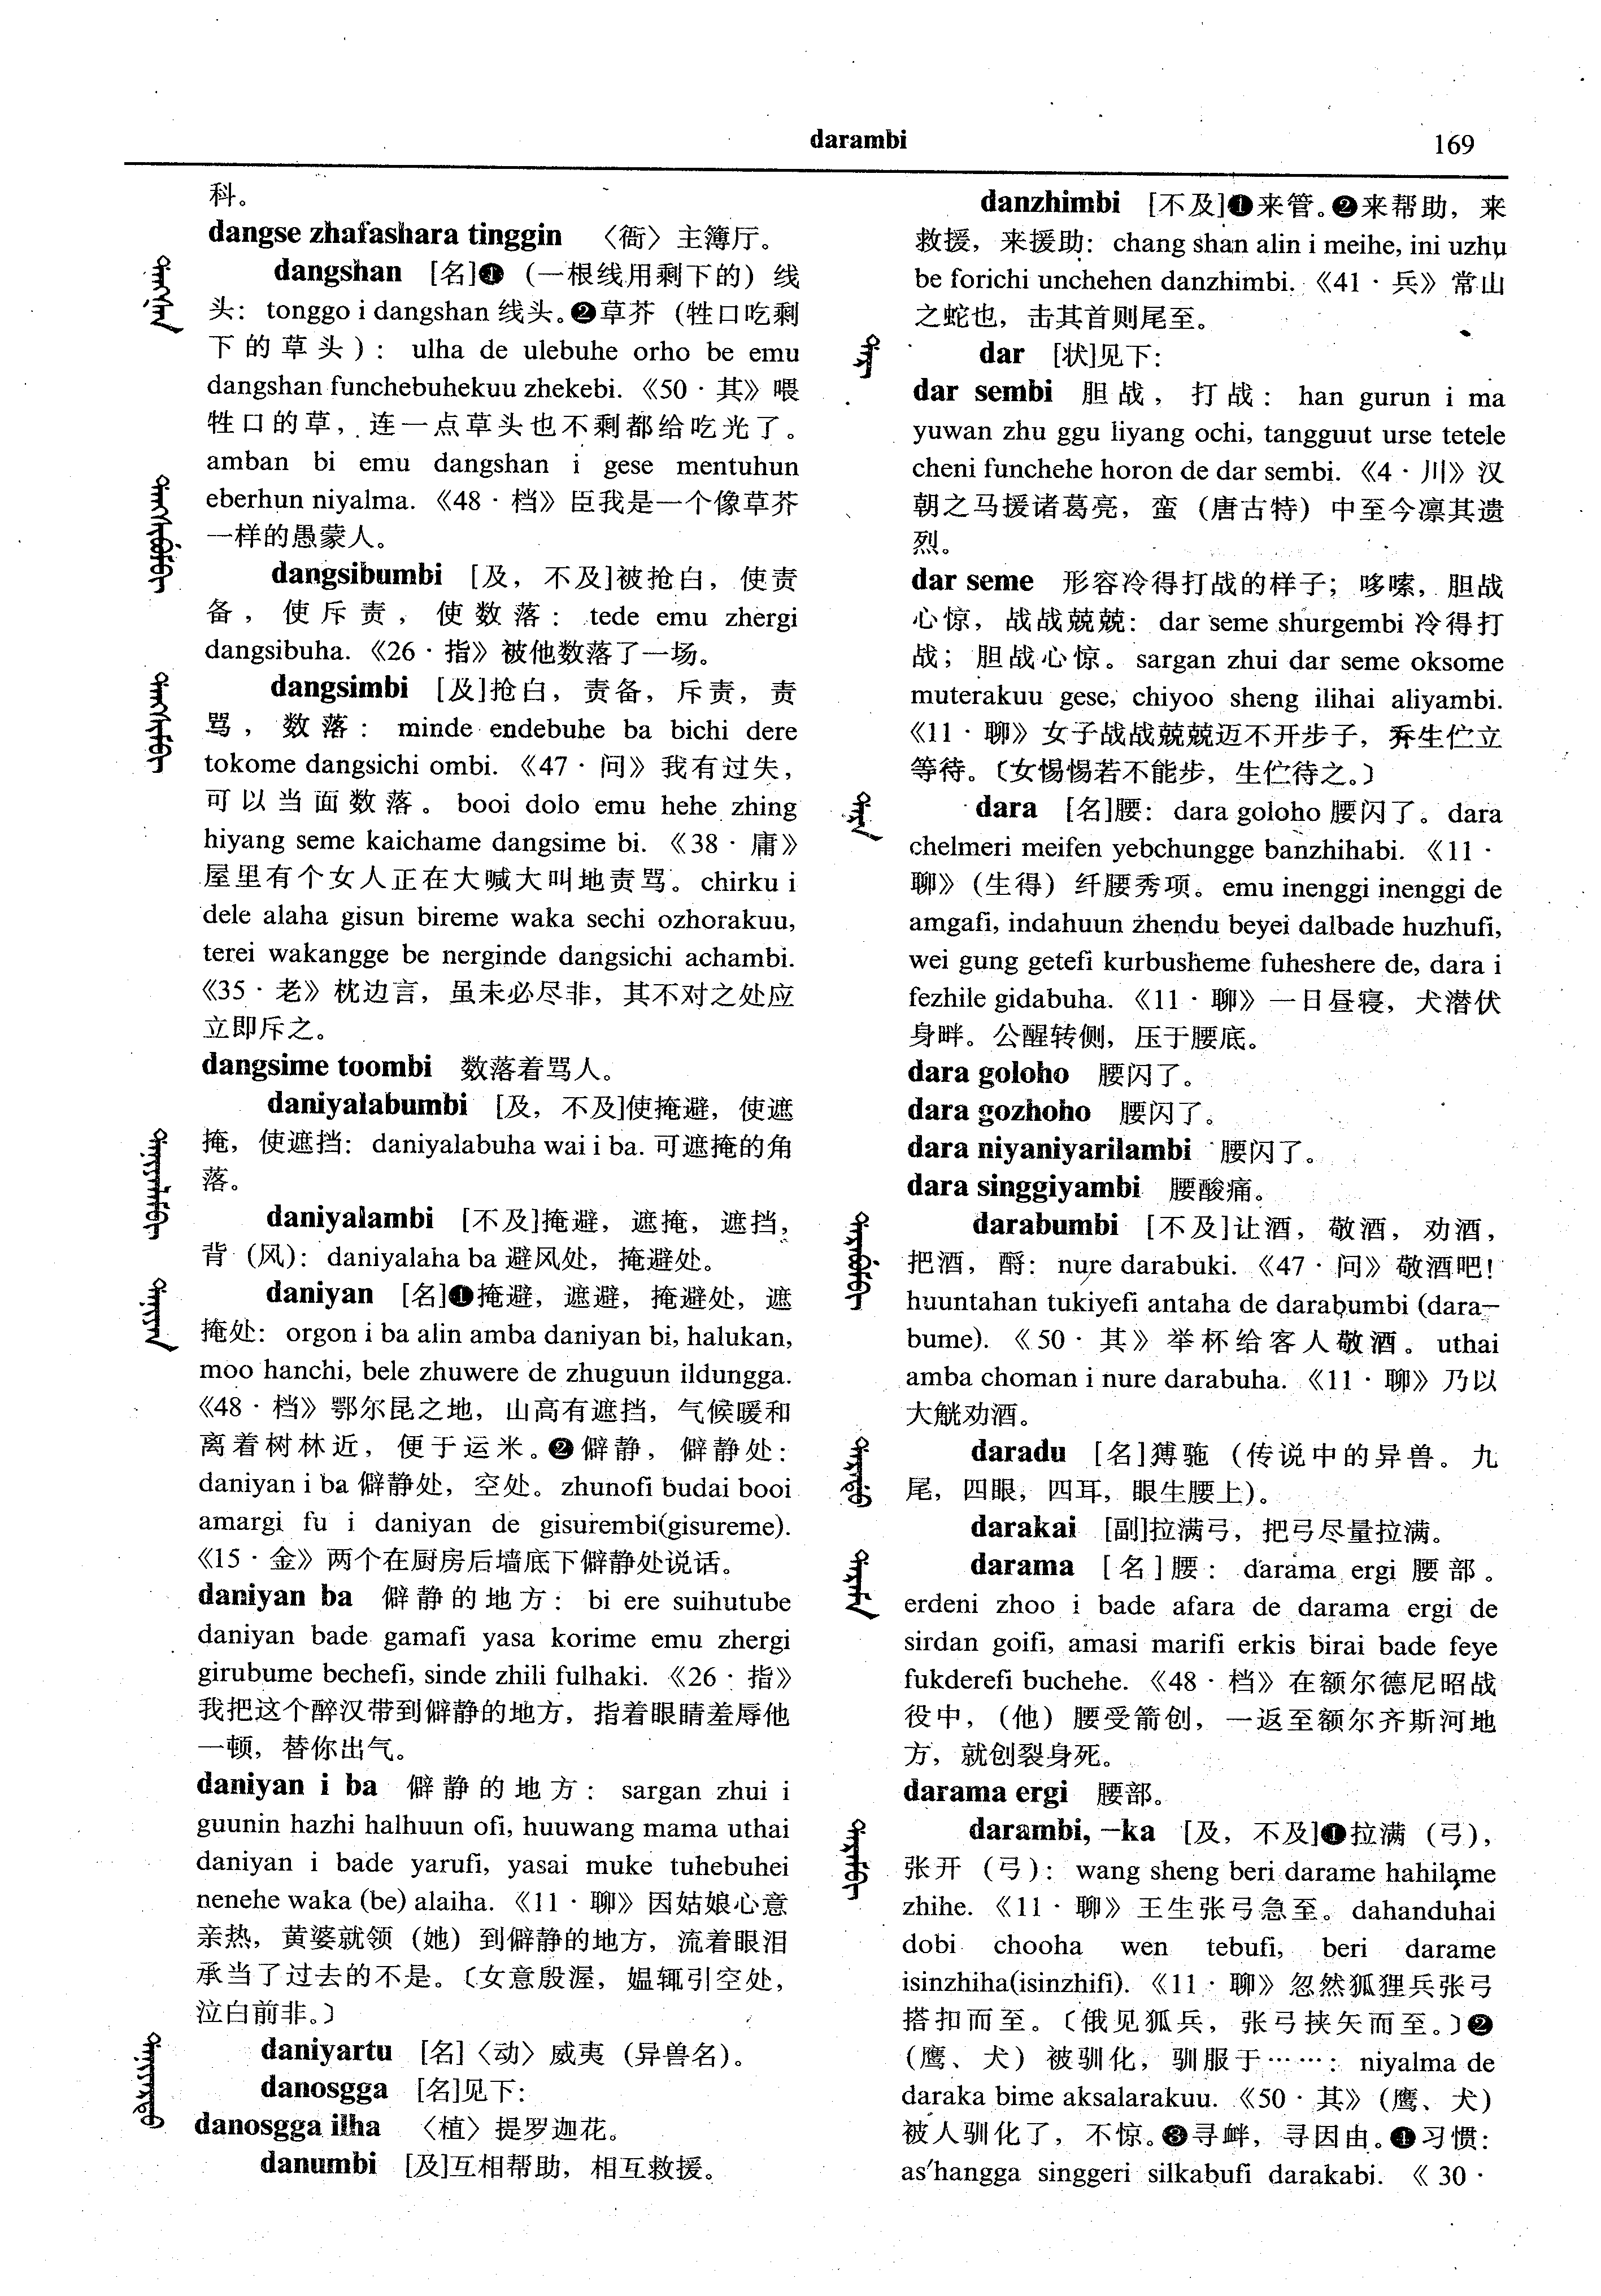 darambi
169
科。
dangse zhafashara tinggin 〈衙〉主簿厅。
dangshan [名]❶（一根线用剩下的）线
头：tonggo i dangshan 线头。❷草芥（牲口吃剩
下的草头）：ulha de ulebuhe orho be emu
dangshan funchebuhekuu zhekebi.《50·其》喂
牲口的草，连一点草头也不剩都给吃光了。
amban bi emu dangshan i gese mentuhun
eberhun niyalma.《48·档》臣我是一个像草芥
一样的愚蒙人。
dangsibumbi [及，不及]被抢白，使责
备，使斥责，使数落：tede emu zhergi
dangsibuha.《26·指》被他数落了一场。
dangsimbi [及]抢白，责备，斥责，责
骂，数落：minde endebuhe ba bichi dere
tokome dangsichi ombi.《47·问》我有过失，
可以当面数落。booi dolo emu hehe zhing
hiyang seme kaichame dangsime bi.《38·庸》
屋里有个女人正在大喊大叫地责骂。chirku i
dele alaha gisun bireme waka sechi ozhorakuu,
terei wakangge be nerginde dangsichi achambi.
《35·老》枕边言，虽未必尽非，其不对之处应
立即斥之。
dangsime toombi 数落着骂人。
daniyalabumbi [及，不及]使掩避，使遮
掩，使遮挡：daniyalabuha wai i ba. 可遮掩的角
落。
daniyalambi [不及]掩避，遮掩，遮挡，
背（风）：daniyalaha ba 避风处，掩避处。
daniyan [名]❶掩避，遮避，掩避处，遮
掩处：orgon i ba alin amba daniyan bi, halukan,
moo hanchi, bele zhuwere de zhuguun ildungga.
《48·档》鄂尔昆之地，山高有遮挡，气候暖和
离着树林近，便于运米。❷僻静，僻静处：
daniyan i ba 僻静处，空处。zhunofi budai booi
amargi fu i daniyan de gisurembi(gisureme).
《15·金》两个在厨房后墙底下僻静处说话。
daniyan ba 僻静的地方：bi ere suihutube
daniyan bade gamafi yasa korime emu zhergi
girubume bechefi, sinde zhili fulhaki.《26·指》
我把这个醉汉带到僻静的地方，指着眼睛羞辱他
一顿，替你出气。
daniyan i ba 僻静的地方：sargan zhui i
guunin hazhi halhuun ofi, huuwang mama uthai
daniyan i bade yarufi, yasai muke tuhebuhei
nenehe waka (be) alaiha.《11·聊》因姑娘心意
亲热，黄婆就领（她）到僻静的地方，流着眼泪
承当了过去的不是。〔女意殷渥，媪辄引空处，
泣白前非。〕
daniyartu [名]〈动〉威夷（异兽名）。
danosgga [名]见下：
danosgga ilha 〈植〉提罗迦花。
danumbi [及]互相帮助，相互救援。
danzhimbi [不及]❶来管。❷来帮助，来
救援，来援助：chang shan alin i meihe, ini uzhu
be forichi unchehen danzhimbi.《41·兵》常山
之蛇也，击其首则尾至。
dar [状]见下：
dar sembi 胆战，打战：han gurun i ma
yuwan zhu ggu liyang ochi, tangguut urse tetele
cheni funchehe horon de dar sembi.《4·川》汉
朝之马援诸葛亮，蛮（唐古特）中至今凛其遗
烈。
dar seme 形容冷得打战的样子；哆嗦，胆战
心惊，战战兢兢：dar seme shurgembi 冷得打
战；胆战心惊。sargan zhui dar seme oksome
muterakuu gese, chiyoo sheng ilihai aliyambi.
《11·聊》女子战战兢兢迈不开步子，乔生伫立
等待。〔女惕惕若不能步，生伫待之。〕
dara [名]腰：dara goloho 腰闪了。dara
chelmeri meifen yebchungge banzhihabi.《11·
聊》（生得）纤腰秀项。emu inenggi inenggi de
amgafi, indahuun zhendu beyei dalbade huzhufi,
wei gung getefi kurbusheme fuheshere de, dara i
fezhile gidabuha.《11·聊》一日昼寝，犬潜伏
身畔。公醒转侧，压于腰底。
dara goloho 腰闪了。
dara gozhoho 腰闪了。
dara niyaniyarilambi 腰闪了。
dara singgiyambi 腰酸痛。
darabumbi [不及]让酒，敬酒，劝酒，
把酒，酹：nure darabuki.《47·问》敬酒吧！
huuntahan tukiyefi antaha de darabumbi (dara-
bume).《50·其》举杯给客人敬酒。uthai
amba choman i nure darabuha.《11·聊》乃以
大觥劝酒。
daradu [名]猼𫘝（传说中的异兽。九
尾，四眼，四耳，眼生腰上）。
darakai [副]拉满弓，把弓尽量拉满。
darama [名]腰：darama ergi 腰部。
erdeni zhoo i bade afara de darama ergi de
sirdan goifi, amasi marifi erkis birai bade feye
fukderefi buchehe.《48·档》在额尔德尼昭战
役中，（他）腰受箭创，一返至额尔齐斯河地
方，就创裂身死。
darama ergi 腰部。
darambi, -ka [及，不及]❶拉满（弓），
张开（弓）：wang sheng beri darame hahilame
zhihe.《11·聊》王生张弓急至。dahanduhai
dobi chooha wen tebufi, beri darame
isinzhiha(isinzhifi).《11·聊》忽然狐狸兵张弓
搭扣而至。〔俄见狐兵，张弓挟矢而至。〕❷
（鹰、犬）被驯化，驯服于……：niyalma de
daraka bime aksalarakuu.《50·其》（鹰、犬）
被人驯化了，不惊。❸寻衅，寻因由。❹习惯：
as'hangga singgeri silkabufi darakabi.《30·